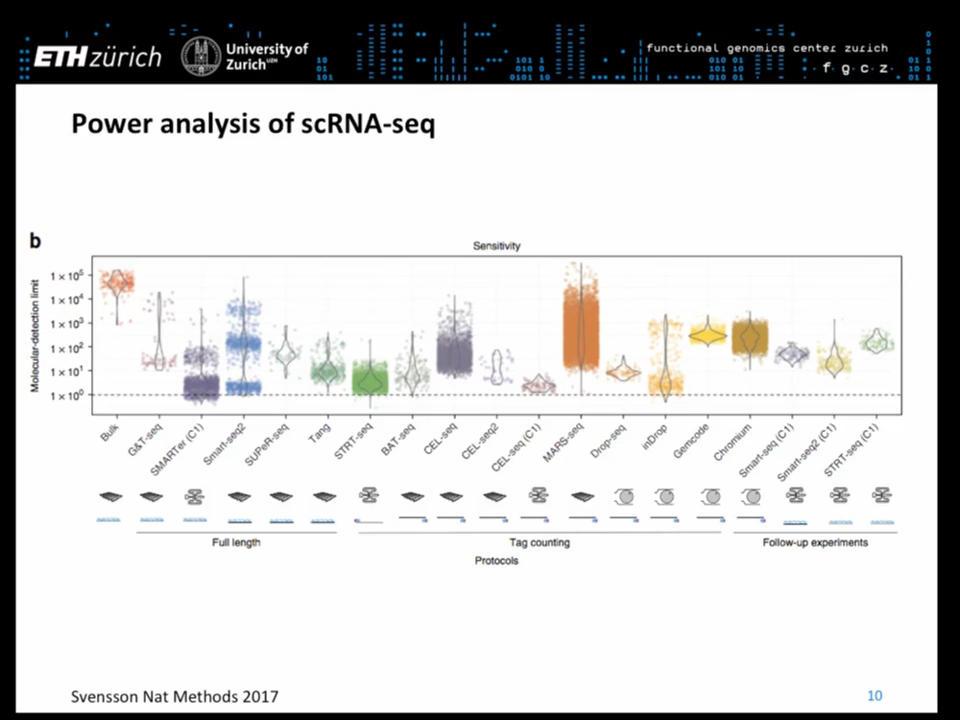 ETH zürich
University of
Zurich UZH
functional genomics center zurich
f g c z
Power analysis of scRNA-seq
b
Sensitivity
Molecular-detection limit
1 × 10⁵
1 × 10⁴
1 × 10³
1 × 10²
1 × 10¹
1 × 10⁰
Bulk
G&T-seq
SMARTer (C1)
Smart-seq2
SUPeR-seq
Tang
STRT-seq
BAT-seq
CEL-seq
CEL-seq2
CEL-seq (C1)
MARS-seq
Drop-seq
inDrop
Gemcode
Chromium
Smart-seq (C1)
Smart-seq2 (C1)
STRT-seq (C1)
Full length
Tag counting
Follow-up experiments
Protocols
Svensson Nat Methods 2017
10